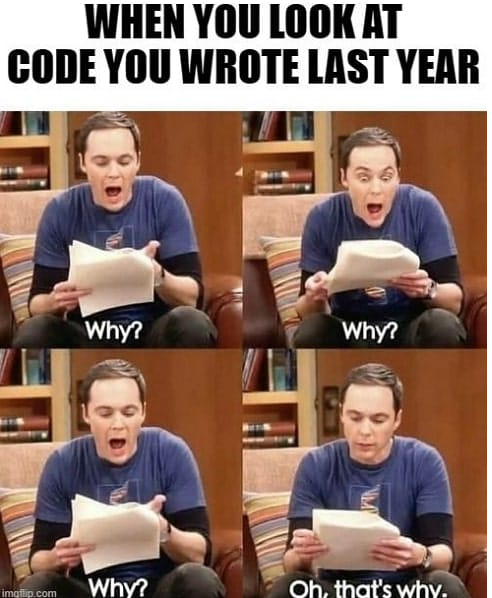 WHEN YOU LOOK AT
CODE YOU WROTE LAST YEAR
Why?
Why?
Why?
Oh, that's why.
imgflip.com